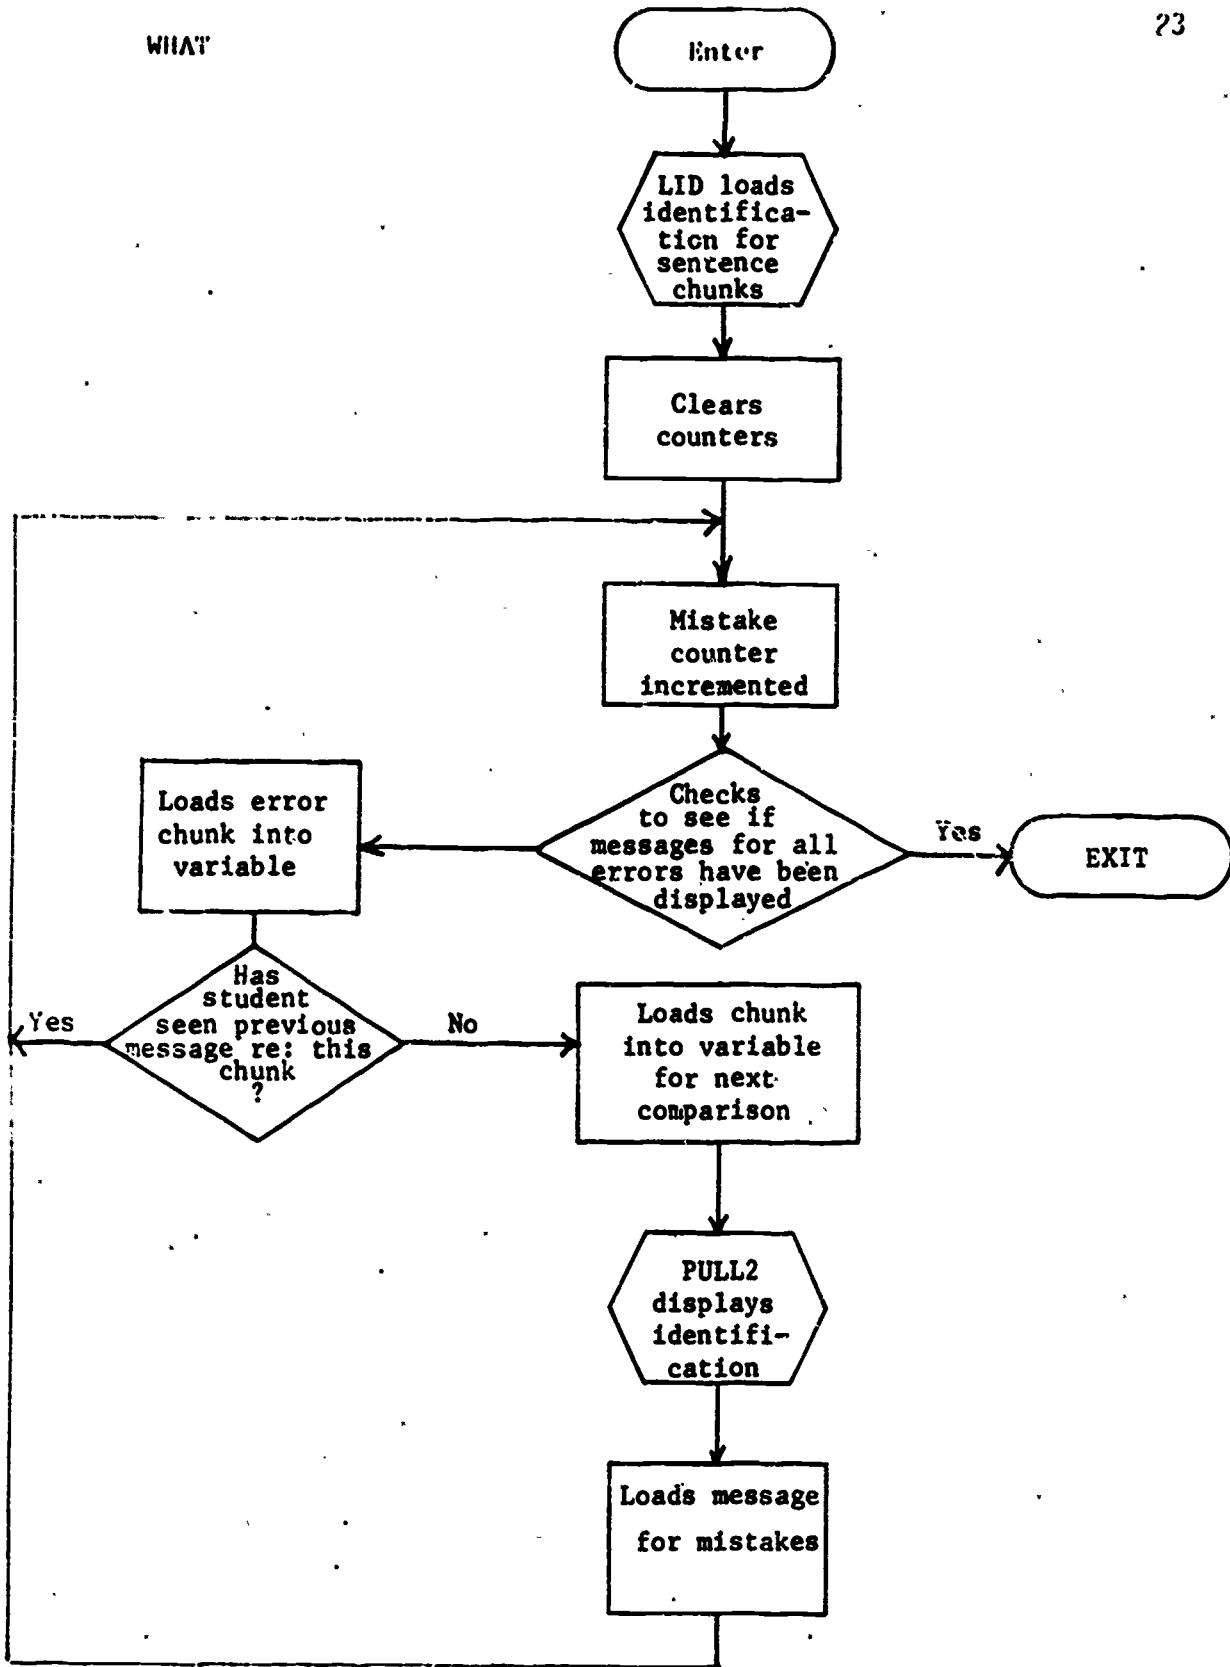 WHAT
23
Enter
LID loads
identifica-
tion for
sentence
chunks
Clears
counters
Mistake
counter
incremented
Checks
to see if
messages for all
errors have been
displayed
Yes
EXIT
Loads error
chunk into
variable
Has
student
seen previous
message re: this
chunk
?
Yes
No
Loads chunk
into variable
for next
comparison
PULL2
displays
identifi-
cation
Loads message
for mistakes